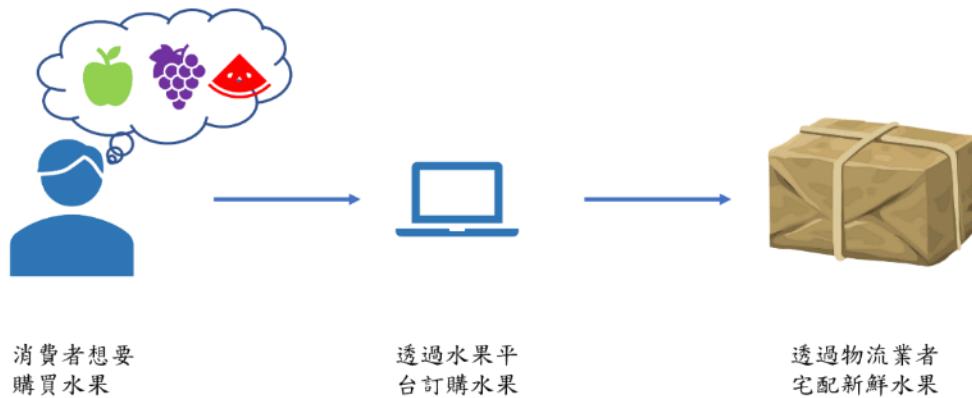 消費者想要
購買水果
透過水果平
台訂購水果
透過物流業者
宅配新鮮水果